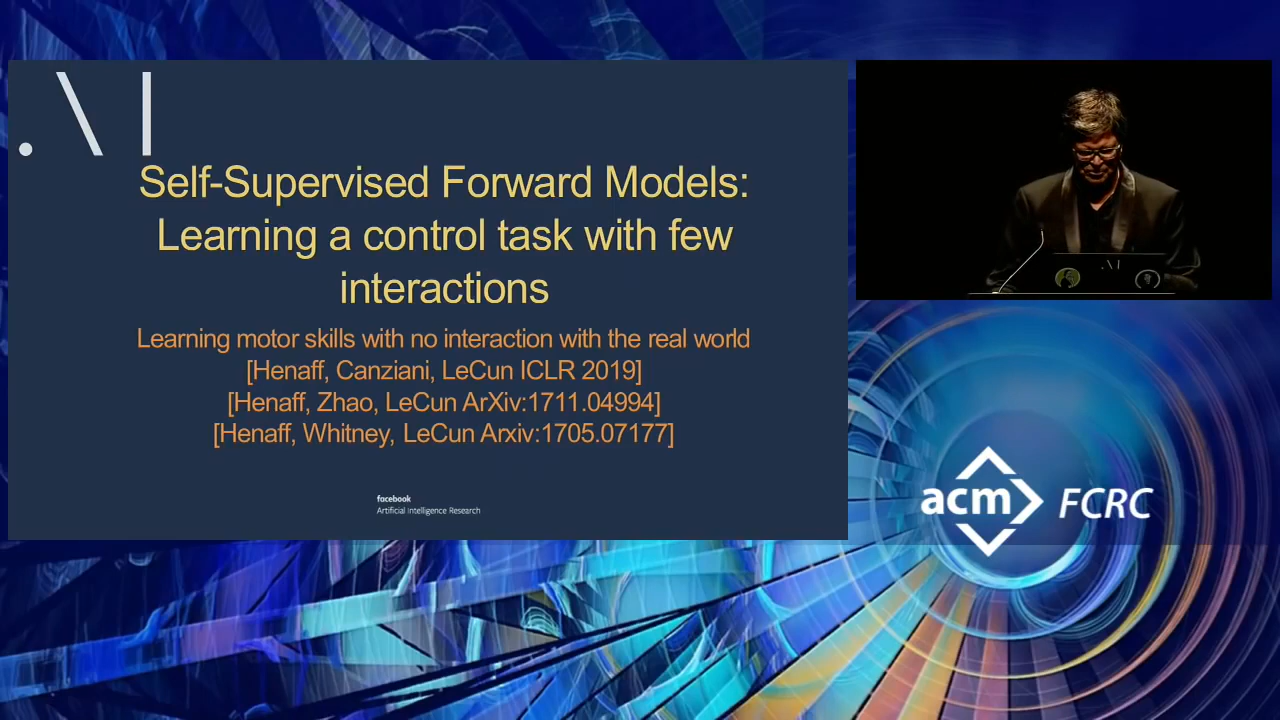 .\ |
Self-Supervised Forward Models:
Learning a control task with few
interactions
Learning motor skills with no interaction with the real world
[Henaff, Canziani, LeCun ICLR 2019]
[Henaff, Zhao, LeCun ArXiv:1711.04994]
[Henaff, Whitney, LeCun Arxiv:1705.07177]
facebook
Artificial Intelligence Research
.\ |
acm FCRC